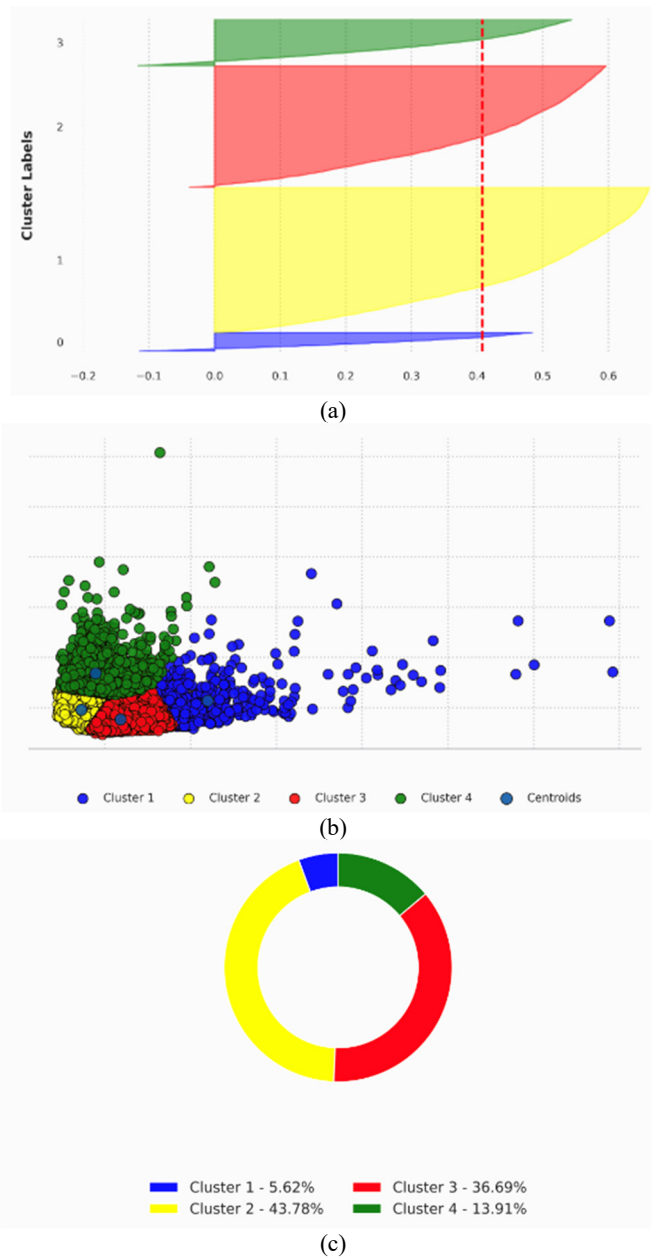 Cluster Labels
3
2
1
0
−0.2 −0.1 0.0 0.1 0.2 0.3 0.4 0.5 0.6
(a)
Cluster 1 Cluster 2 Cluster 3 Cluster 4 Centroids
(b)
Cluster 1 - 5.62% Cluster 3 - 36.69%
Cluster 2 - 43.78% Cluster 4 - 13.91%
(c)